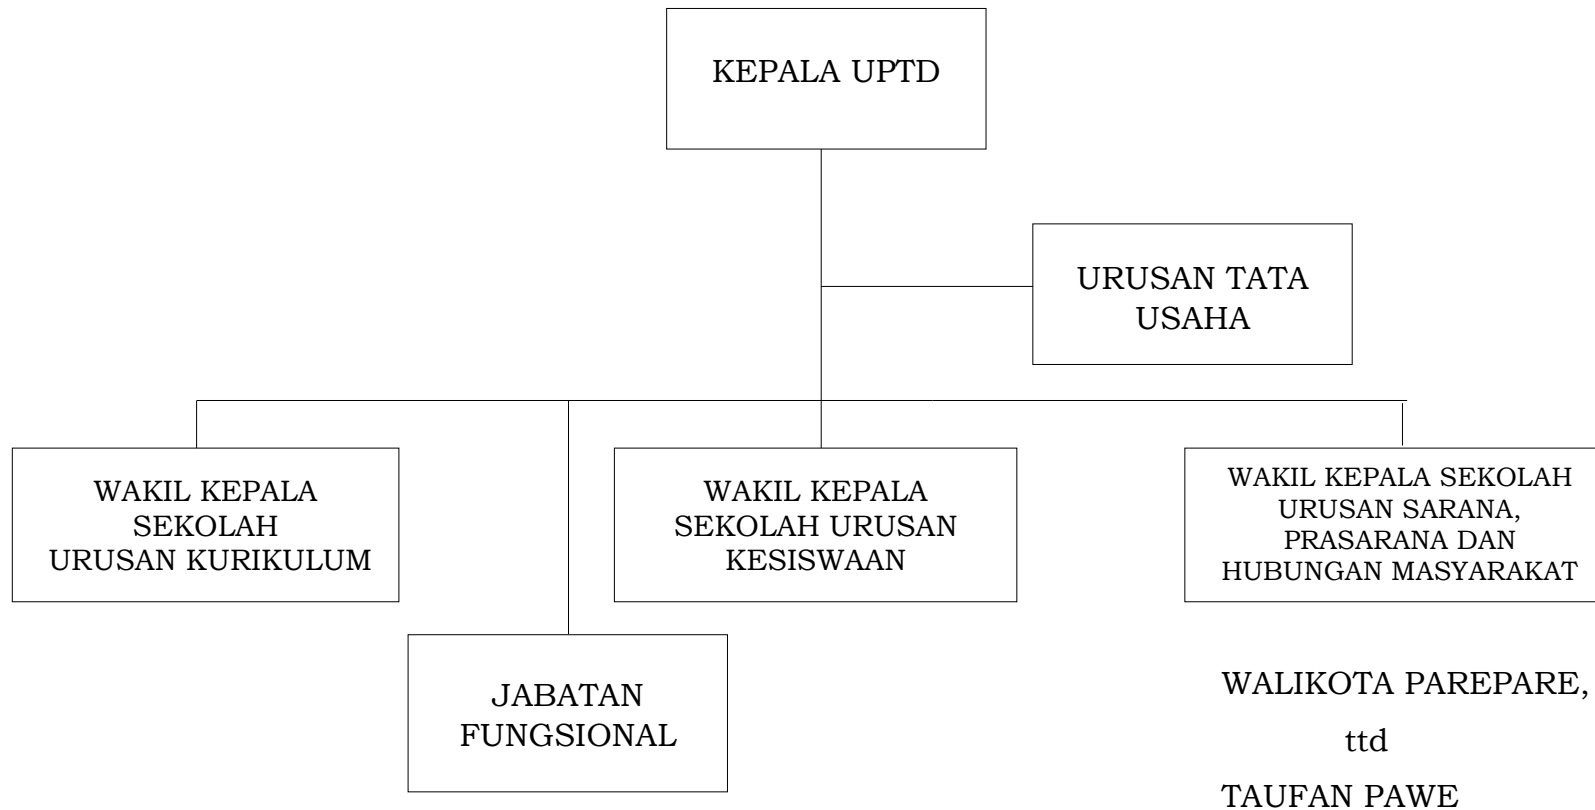 KEPALA UPTD
URUSAN TATA
USAHA
WAKIL KEPALA
SEKOLAH
URUSAN KURIKULUM
WAKIL KEPALA
SEKOLAH URUSAN
KESISWAAN
WAKIL KEPALA SEKOLAH
URUSAN SARANA,
PRASARANA DAN
HUBUNGAN MASYARAKAT
JABATAN
FUNGSIONAL
WALIKOTA PAREPARE,
ttd
TAUFAN PAWE